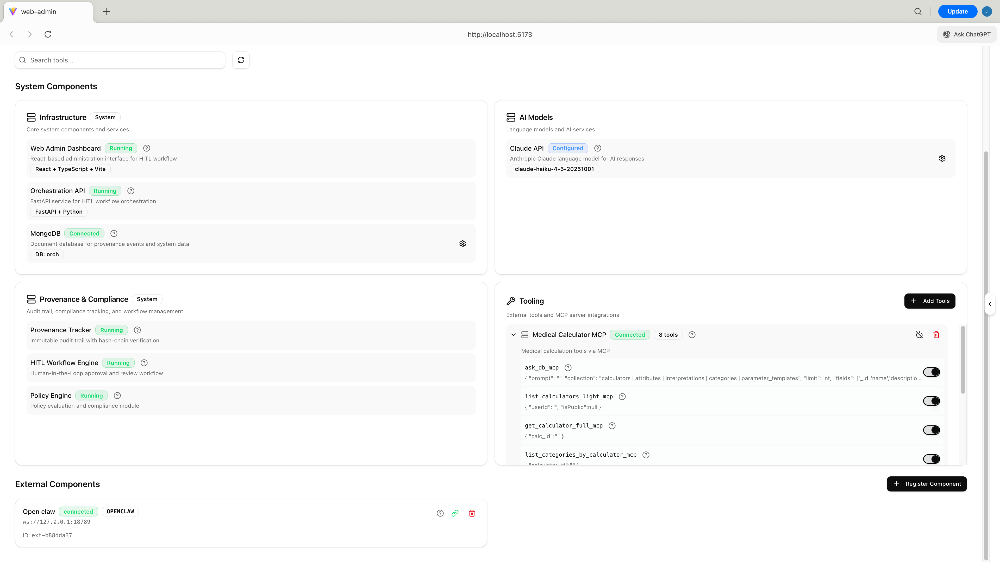 web-admin
Update
JI
http://localhost:5173
Ask ChatGPT
Search tools...
System Components
Infrastructure System
Core system components and services
Web Admin Dashboard Running
React-based administration interface for HITL workflow
React + TypeScript + Vite
Orchestration API Running
FastAPI service for HITL workflow orchestration
FastAPI + Python
MongoDB Connected
Document database for provenance events and system data
DB: orch
AI Models
Language models and AI services
Claude API Configured
Anthropic Claude language model for AI responses
claude-haiku-4-5-20251001
Provenance & Compliance System
Audit trail, compliance tracking, and workflow management
Provenance Tracker Running
Immutable audit trail with hash-chain verification
HITL Workflow Engine Running
Human-in-the-Loop approval and review workflow
Policy Engine Running
Policy evaluation and compliance module
Tooling
Add Tools
External tools and MCP server integrations
Medical Calculator MCP Connected 8 tools
Medical calculation tools via MCP
ask_db_mcp
{ "prompt": "", "collection": "calculators | attributes | interpretations | categories | parameter_templates", "limit": int, "fields": ['_id','name','descriptio...
list_calculators_light_mcp
{ "userId":"", "isPublic":null }
get_calculator_full_mcp
{ "calc_id":"" }
list_categories_by_calculator_mcp
{ "calculator_id":"" }
External Components
Register Component
Open claw connected OPENCLAW
ws://127.0.0.1:18789
ID: ext-b88dda37